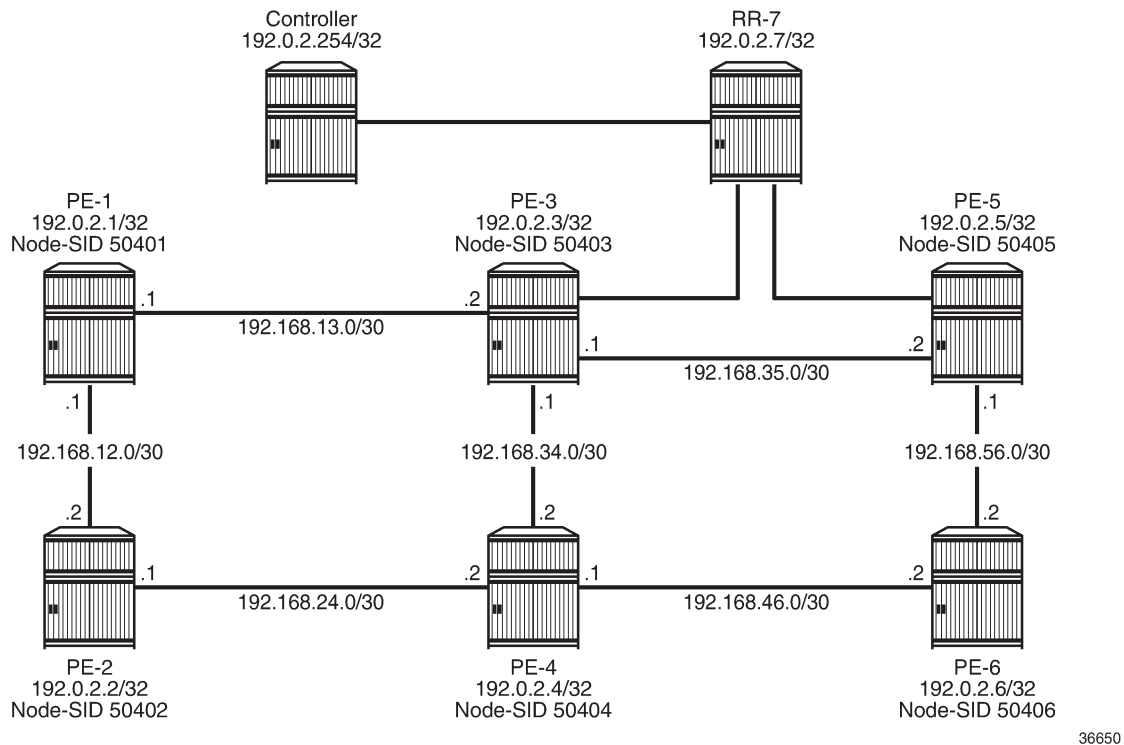 Controller
192.0.2.254/32
RR-7
192.0.2.7/32
PE-1
192.0.2.1/32
Node-SID 50401
PE-3
192.0.2.3/32
Node-SID 50403
PE-5
192.0.2.5/32
Node-SID 50405
.1
.2
192.168.13.0/30
.1
.2
192.168.35.0/30
.1
.1
.1
192.168.12.0/30
192.168.34.0/30
192.168.56.0/30
.2
.2
.2
.1
.2
192.168.24.0/30
.1
.2
192.168.46.0/30
PE-2
192.0.2.2/32
Node-SID 50402
PE-4
192.0.2.4/32
Node-SID 50404
PE-6
192.0.2.6/32
Node-SID 50406
36650